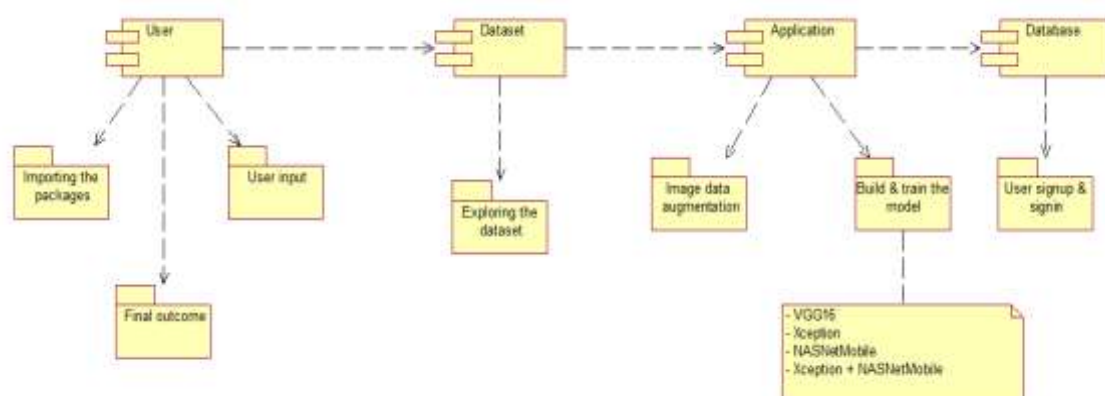 User
Dataset
Application
Database
Importing the
packages
User input
Exploring the
dataset
Image data
augmentation
Build & train the
model
User signup &
signin
Final outcome
- VGG16
- Xception
- NASNetMobile
- Xception + NASNetMobile